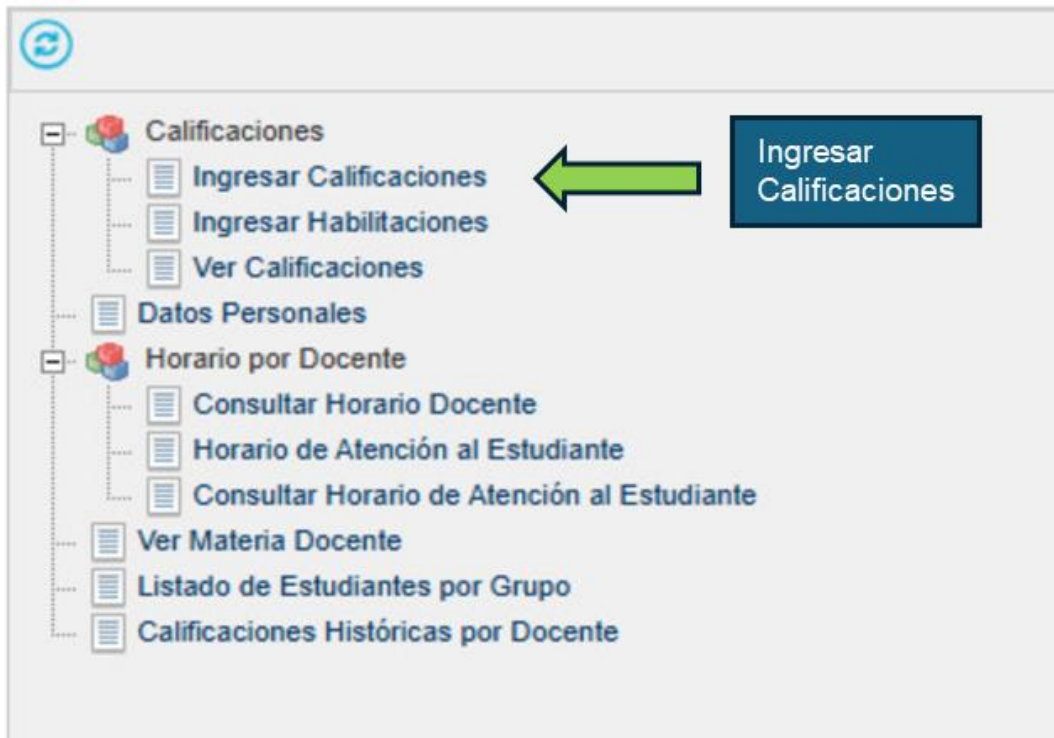 Calificaciones
Ingresar Calificaciones
Ingresar
Calificaciones
Ingresar Habilitaciones
Ver Calificaciones
Datos Personales
Horario por Docente
Consultar Horario Docente
Horario de Atención al Estudiante
Consultar Horario de Atención al Estudiante
Ver Materia Docente
Listado de Estudiantes por Grupo
Calificaciones Históricas por Docente